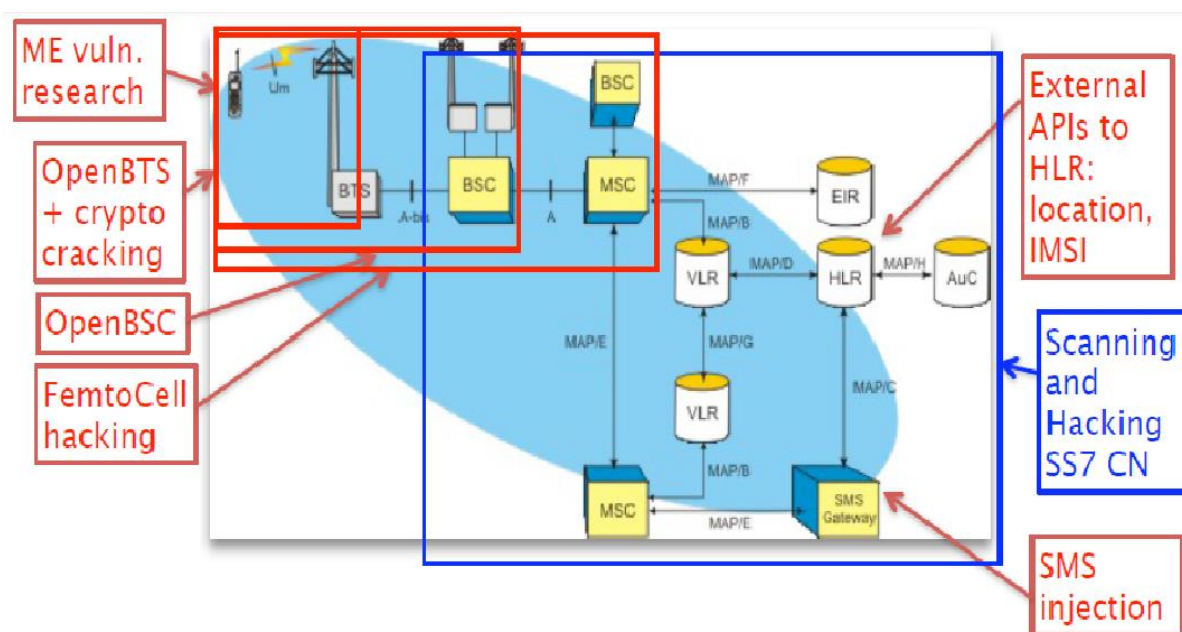 ME vuln.
research
OpenBTS
+ crypto
cracking
OpenBSC
FemtoCell
hacking
Um
BTS
A-bis
BSC
A
BSC
MSC
MAP/F
EIR
MAP/B
VLR
MAP/D
HLR
MAP/H
AuC
MAP/E
MAP/G
MAP/C
VLR
MAP/B
MSC
MAP/E
SMS
Gateway
External
APIs to
HLR:
location,
IMSI
Scanning
and
Hacking
SS7 CN
SMS
injection